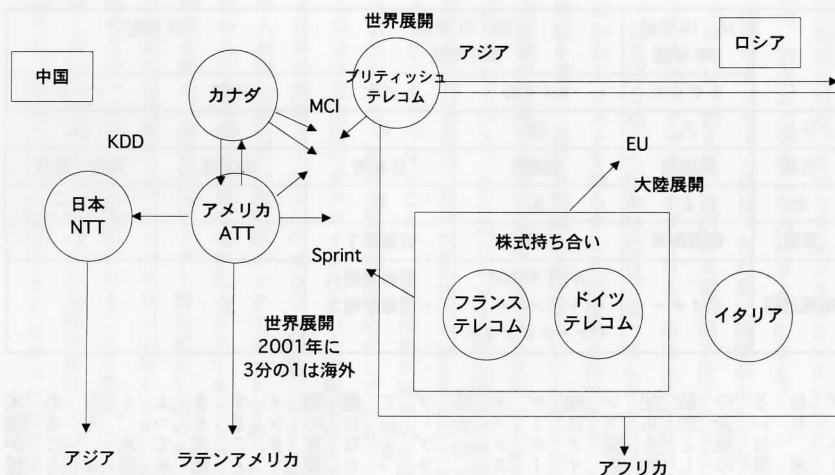 世界展開
アジア
ロシア
中国
カナダ
ブリティッシュ
テレコム
MCI
KDD
EU
大陸展開
日本
NTT
アメリカ
ATT
株式持ち合い
Sprint
フランス
テレコム
ドイツ
テレコム
イタリア
世界展開
2001年に
3分の1は海外
アジア
ラテンアメリカ
アフリカ